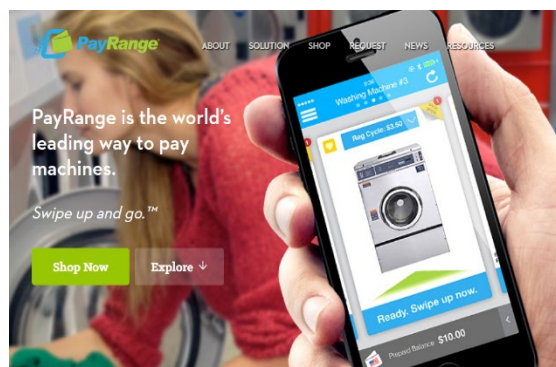 PayRange
ABOUT SOLUTION SHOP REQUEST NEWS RESOURCES
PayRange is the world's
leading way to pay
machines.
Swipe up and go.™
Shop Now Explore ↓
Washing Machine #3
Reg Cycle: $3.50
Ready. Swipe up now.
Prepaid Balance $10.00